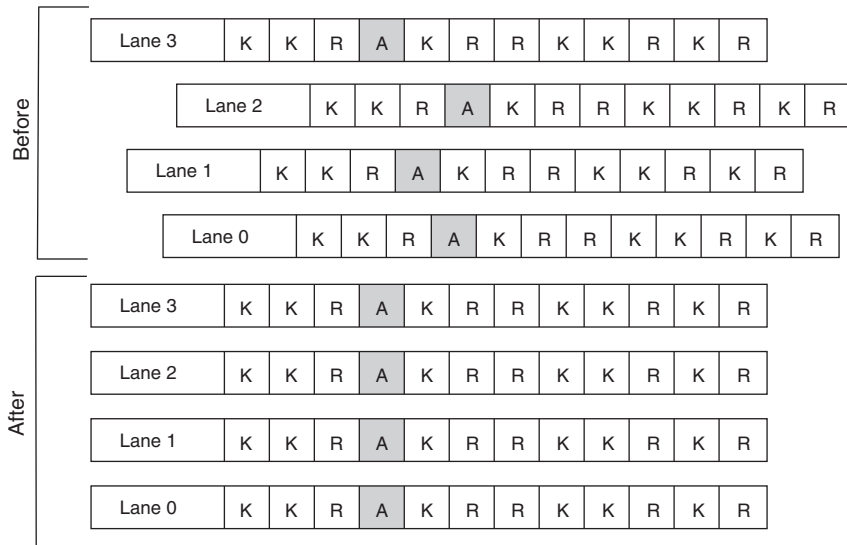 Before
Lane 3 K K R A K R R K K R K R
Lane 2 K K R A K R R K K R K R
Lane 1 K K R A K R R K K R K R
Lane 0 K K R A K R R K K R K R
After
Lane 3 K K R A K R R K K R K R
Lane 2 K K R A K R R K K R K R
Lane 1 K K R A K R R K K R K R
Lane 0 K K R A K R R K K R K R